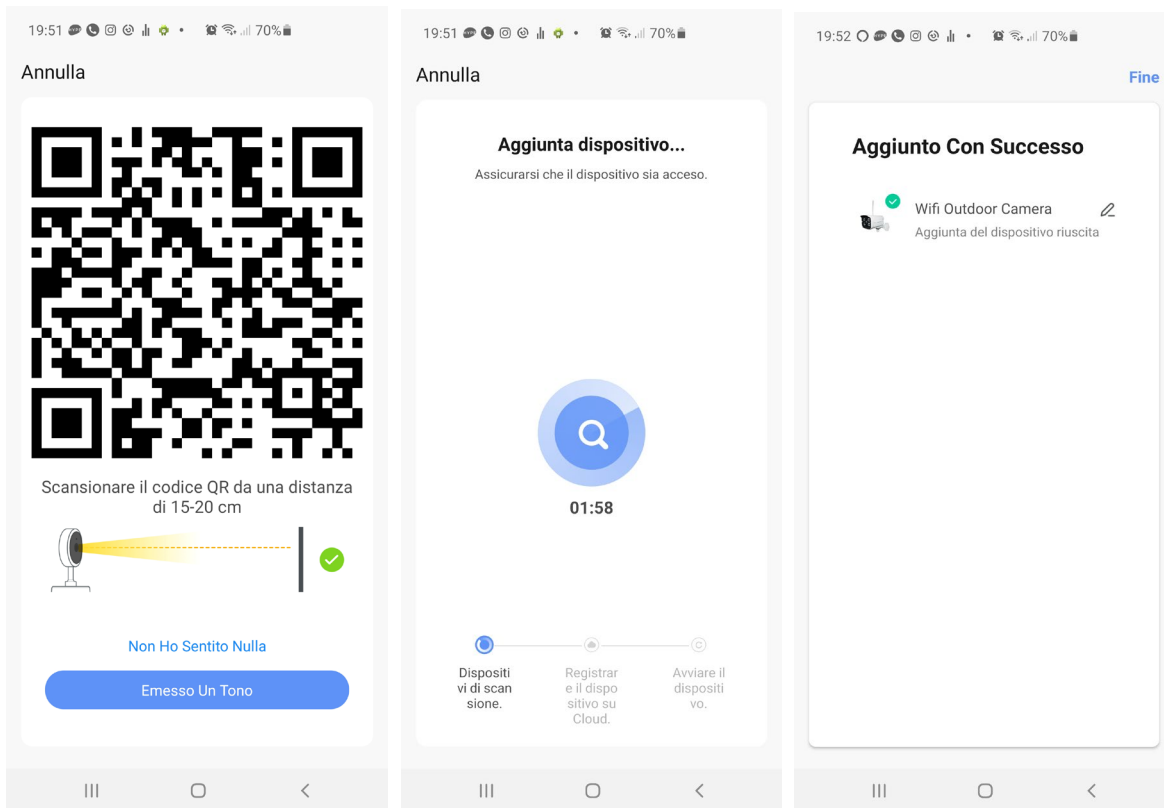 19:51 70%
Annulla
Scansionare il codice QR da una distanza
di 15-20 cm
Non Ho Sentito Nulla
Emesso Un Tono
19:51 70%
Annulla
Aggiunta dispositivo...
Assicurarsi che il dispositivo sia acceso.
01:58
Dispositi
vi di scan
sione.
Registrar
e il dispo
sitivo su
Cloud.
Avviare il
dispositi
vo.
19:52 70%
Fine
Aggiunto Con Successo
Wifi Outdoor Camera
Aggiunta del dispositivo riuscita